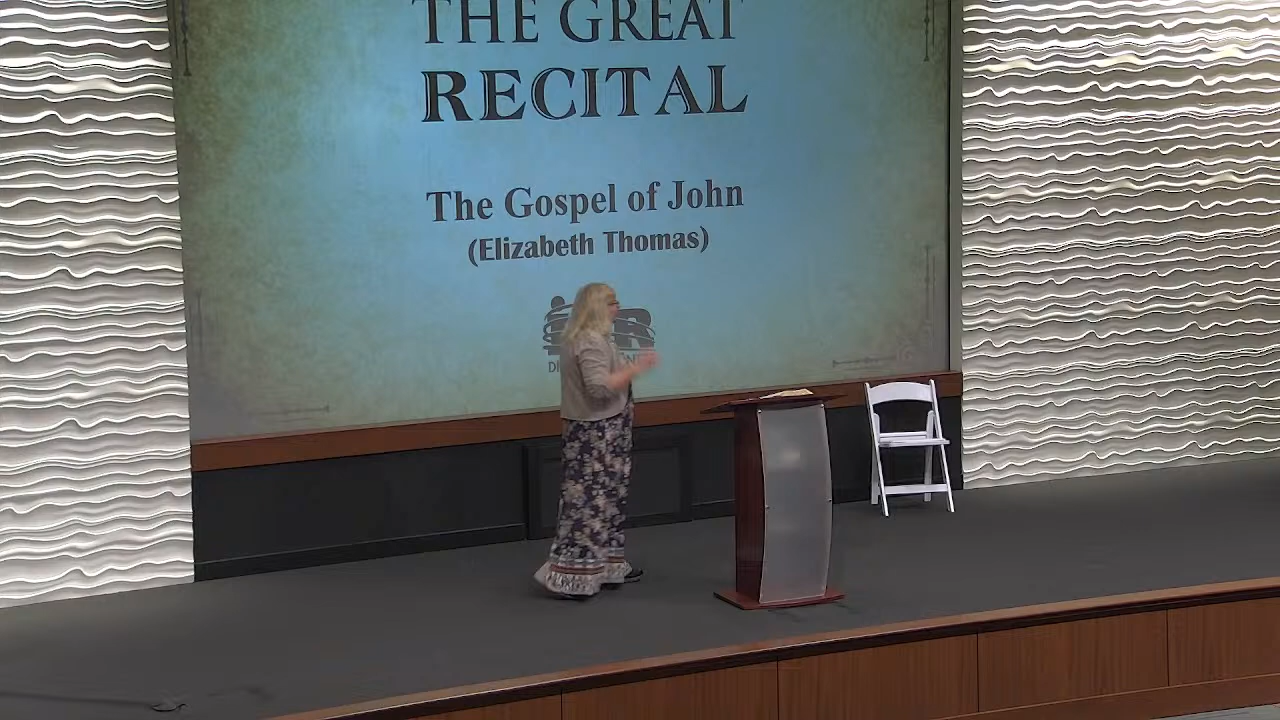 THE GREAT
RECITAL
The Gospel of John
(Elizabeth Thomas)